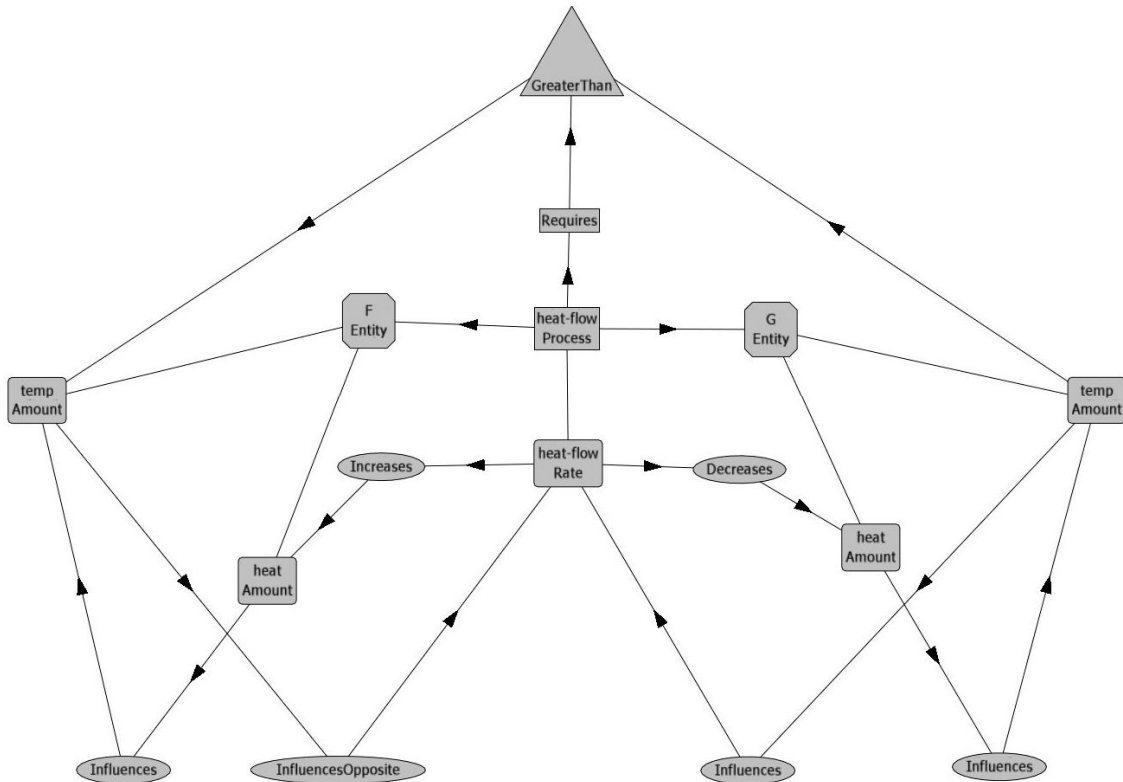 GreaterThan
Requires
F
Entity
heat-flow
Process
G
Entity
temp
Amount
temp
Amount
Increases
heat-flow
Rate
Decreases
heat
Amount
heat
Amount
Influences
InfluencesOpposite
Influences
Influences